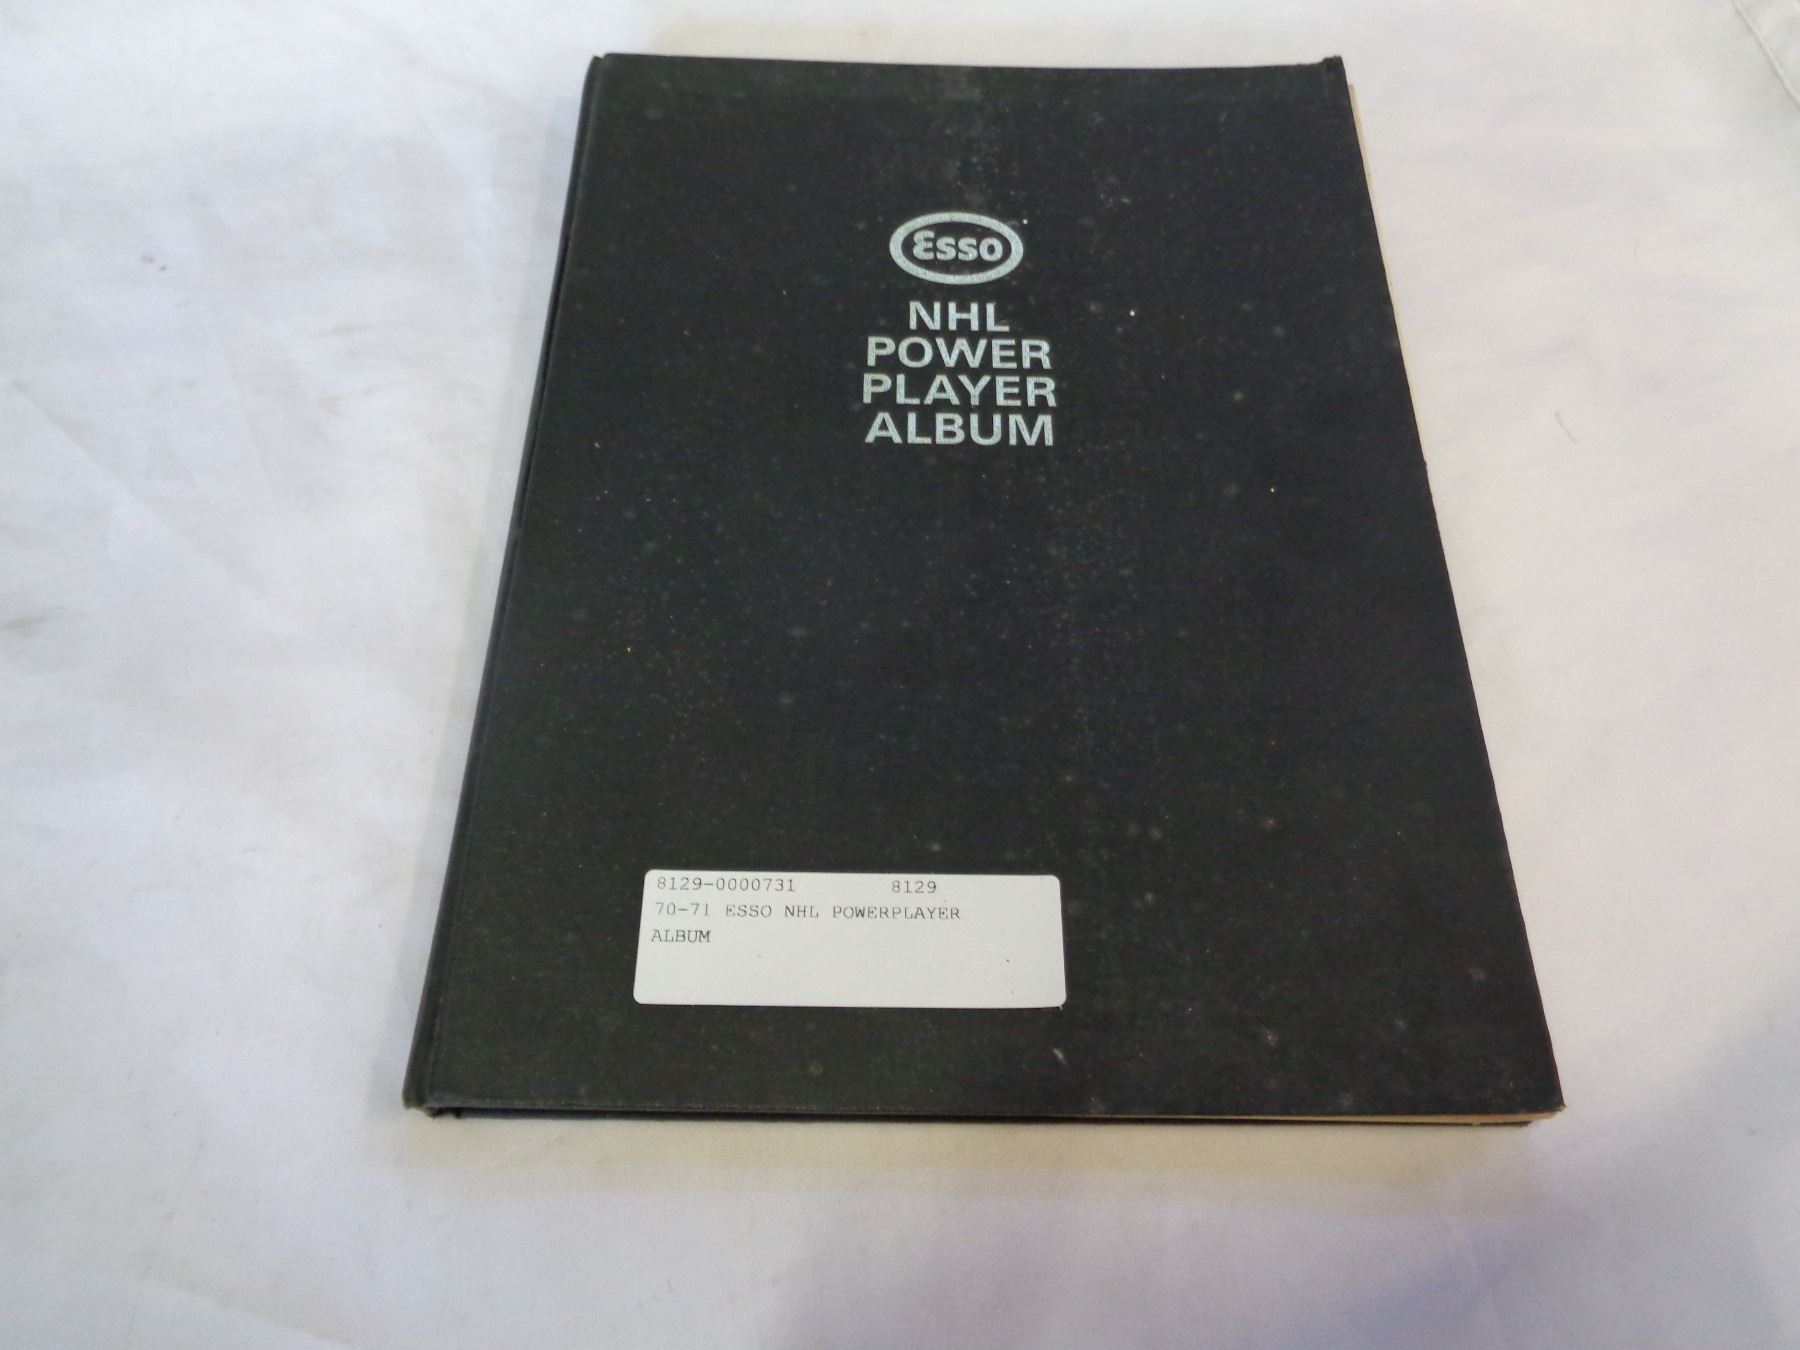 Esso
NHL
POWER
PLAYER
ALBUM
8129-0000731 8129
70-71 ESSO NHL POWERPLAYER
ALBUM